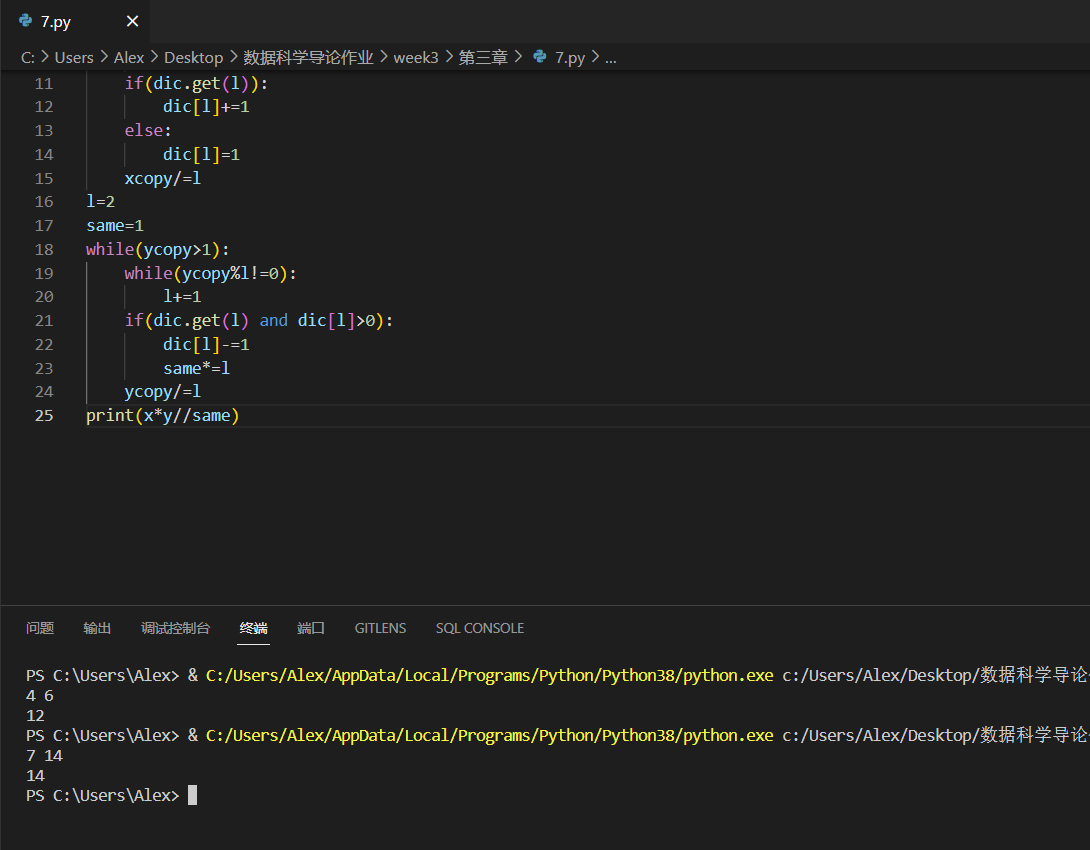 7.py ×
C: > Users > Alex > Desktop > 数据科学导论作业 > week3 > 第三章 > 7.py > ...
11 if(dic.get(l)):
12 dic[l]+=1
13 else:
14 dic[l]=1
15 xcopy/=l
16 l=2
17 same=1
18 while(ycopy>1):
19 while(ycopy%l!=0):
20 l+=1
21 if(dic.get(l) and dic[l]>0):
22 dic[l]-=1
23 same*=l
24 ycopy/=l
25 print(x*y//same)
问题 输出 调试控制台 终端 端口 GITLENS SQL CONSOLE
PS C:\Users\Alex> & C:/Users/Alex/AppData/Local/Programs/Python/Python38/python.exe c:/Users/Alex/Desktop/数据科学导论
4 6
12
PS C:\Users\Alex> & C:/Users/Alex/AppData/Local/Programs/Python/Python38/python.exe c:/Users/Alex/Desktop/数据科学导论
7 14
14
PS C:\Users\Alex>